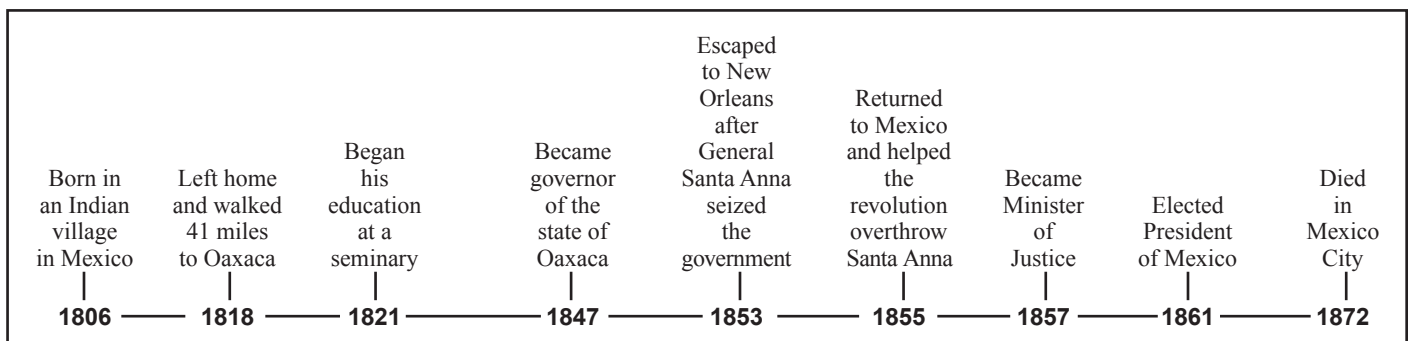 Born in
an Indian
village
in Mexico
1806
Left home
and walked
41 miles
to Oaxaca
1818
Began
his
education
at a
seminary
1821
Became
governor
of the
state of
Oaxaca
1847
Escaped
to New
Orleans
after
General
Santa Anna
seized
the
government
1853
Returned
to Mexico
and helped
the
revolution
overthrow
Santa Anna
1855
Became
Minister
of
Justice
1857
Elected
President
of Mexico
1861
Died
in
Mexico
City
1872